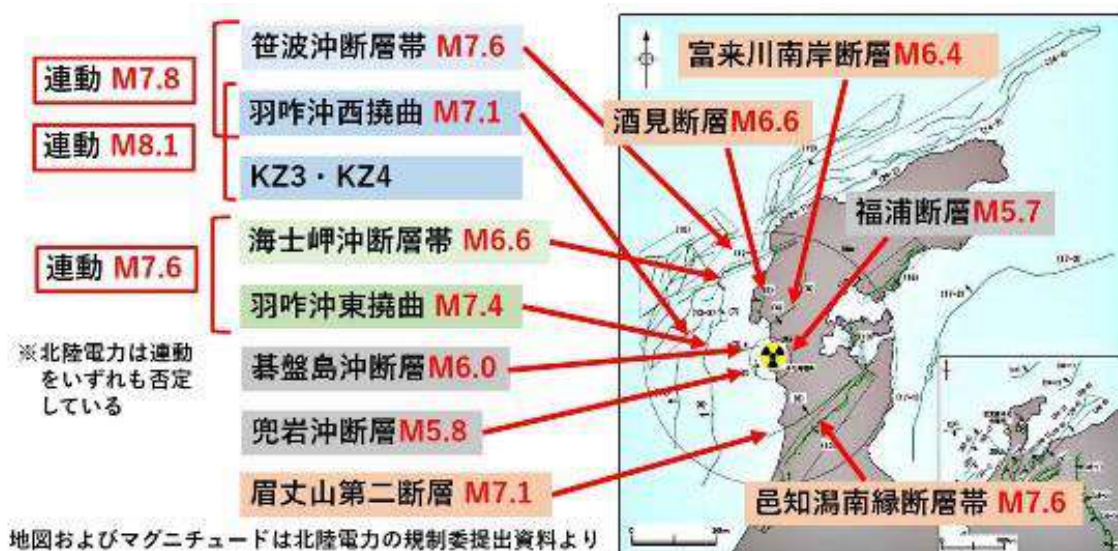 笹波沖断層帯 M7.6
連動 M7.8
羽咋沖西撓曲 M7.1
連動 M8.1
KZ3・KZ4
海士岬沖断層帯 M6.6
連動 M7.6
羽咋沖東撓曲 M7.4
※北陸電力は連動
をいずれも否定
している
碁盤島沖断層M6.0
兜岩沖断層M5.8
眉丈山第二断層 M7.1
地図およびマグニチュードは北陸電力の規制委提出資料より
富来川南岸断層M6.4
酒見断層M6.6
福浦断層M5.7
邑知潟南縁断層帯 M7.6